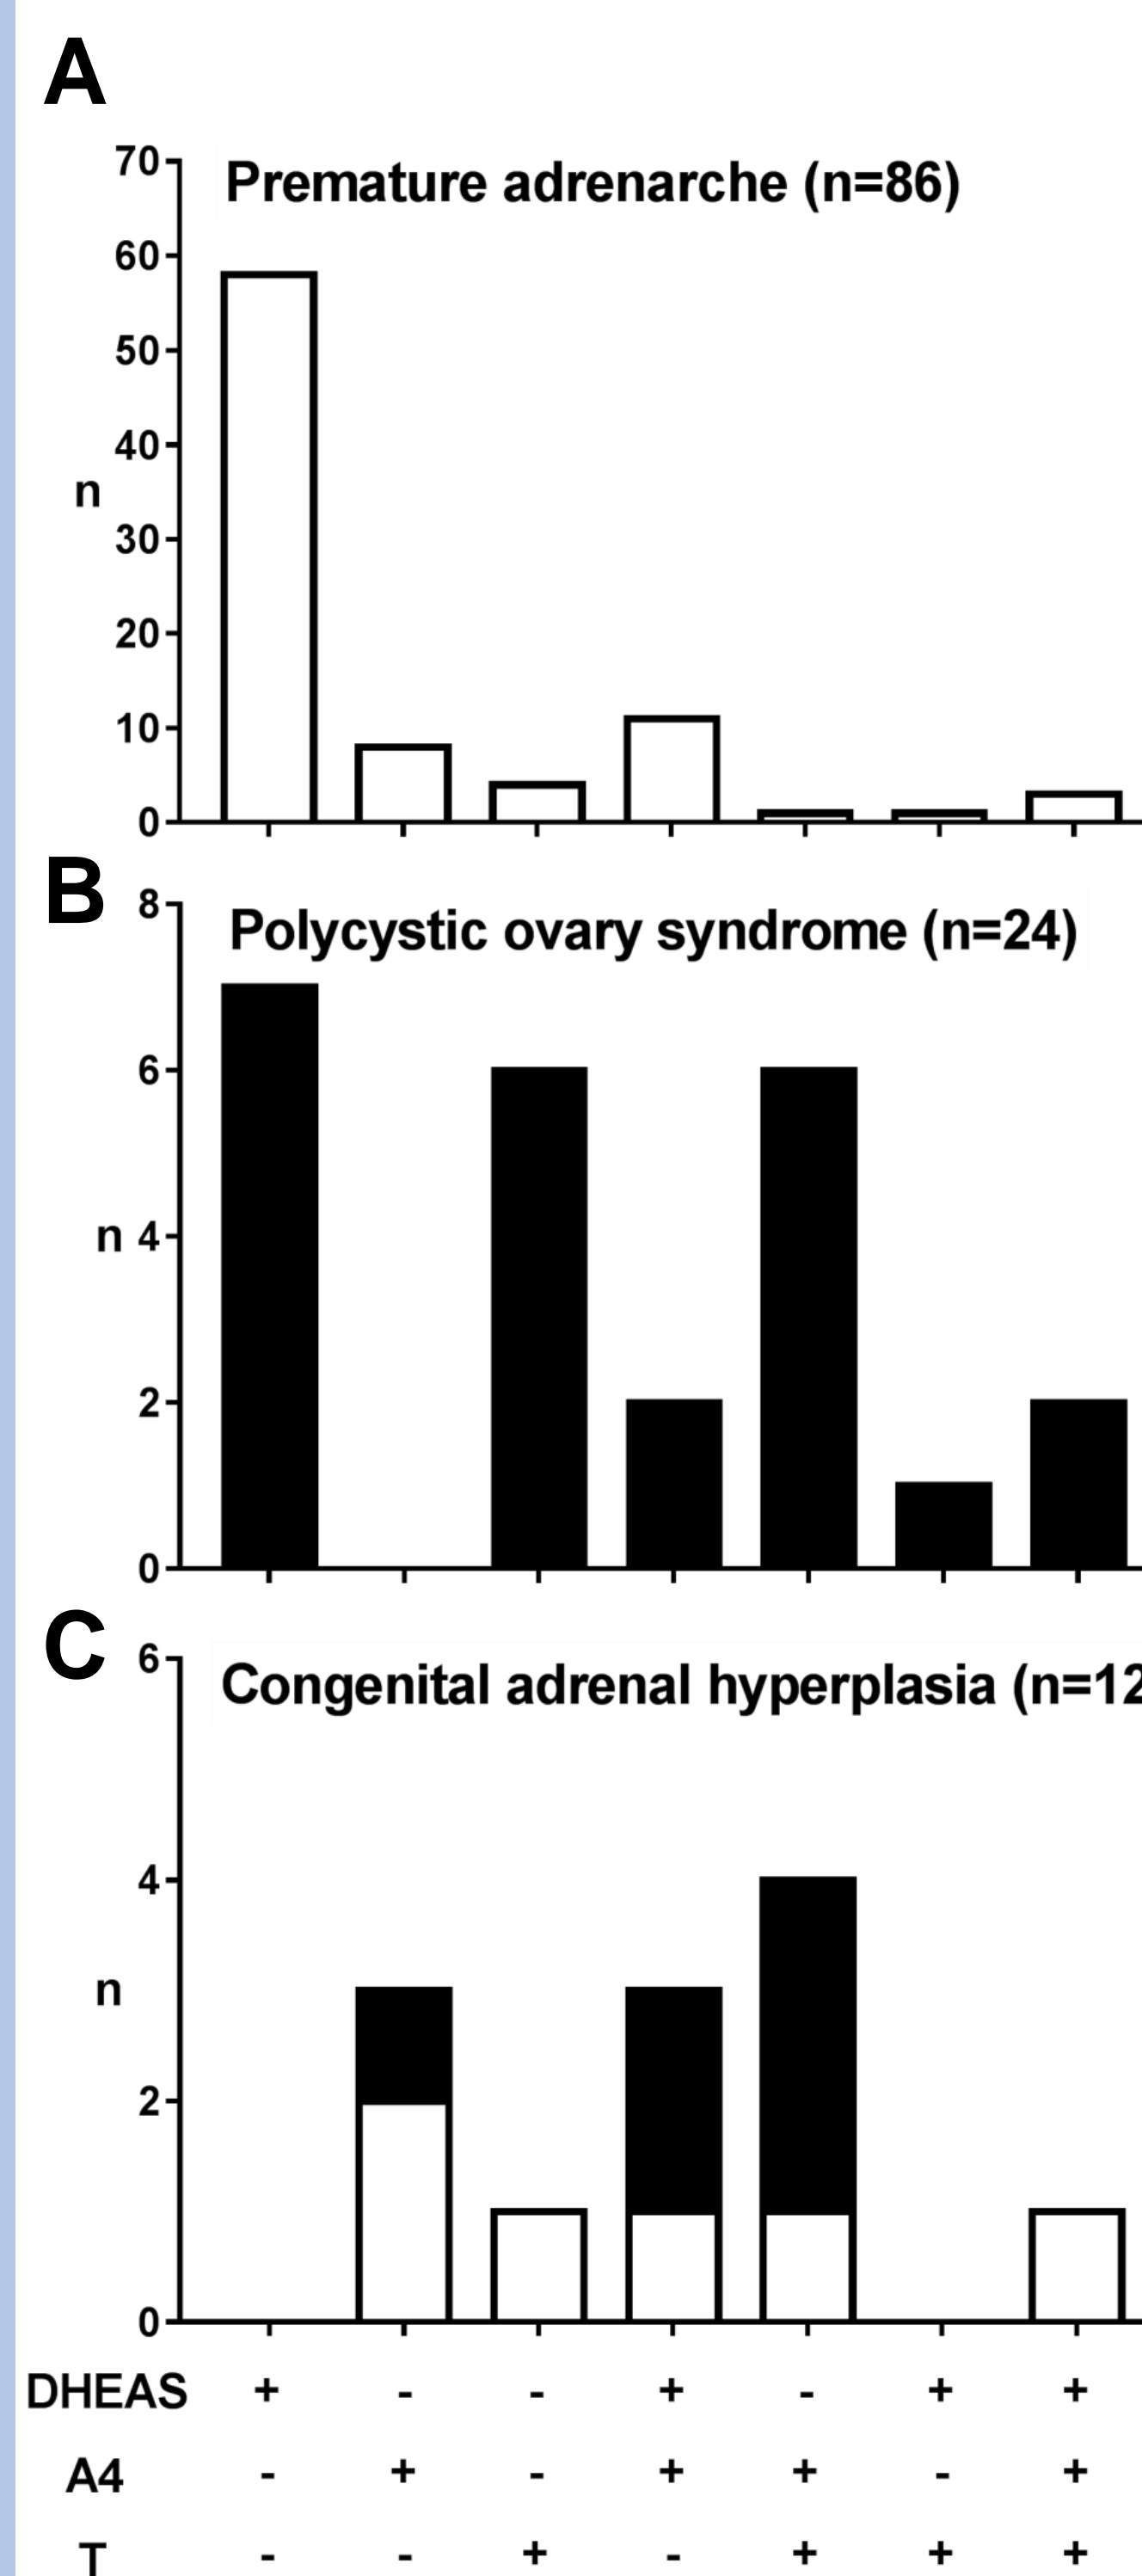 A
70
Premature adrenarche (n=86)
60
50
40
n
30
20
10
0
B
8
Polycystic ovary syndrome (n=24)
6
n 4
2
0
C
6
Congenital adrenal hyperplasia (n=12
4
n
2
0
DHEAS + - - + - + +
A4 - + - + + - +
T - - + - + + +